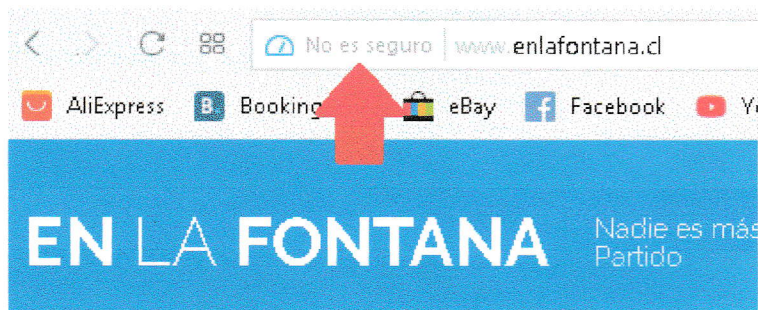 No es seguro www.enlafontana.cl
AliExpress B. Booking eBay f Facebook
EN LA FONTANA
Nadie es más
Partido